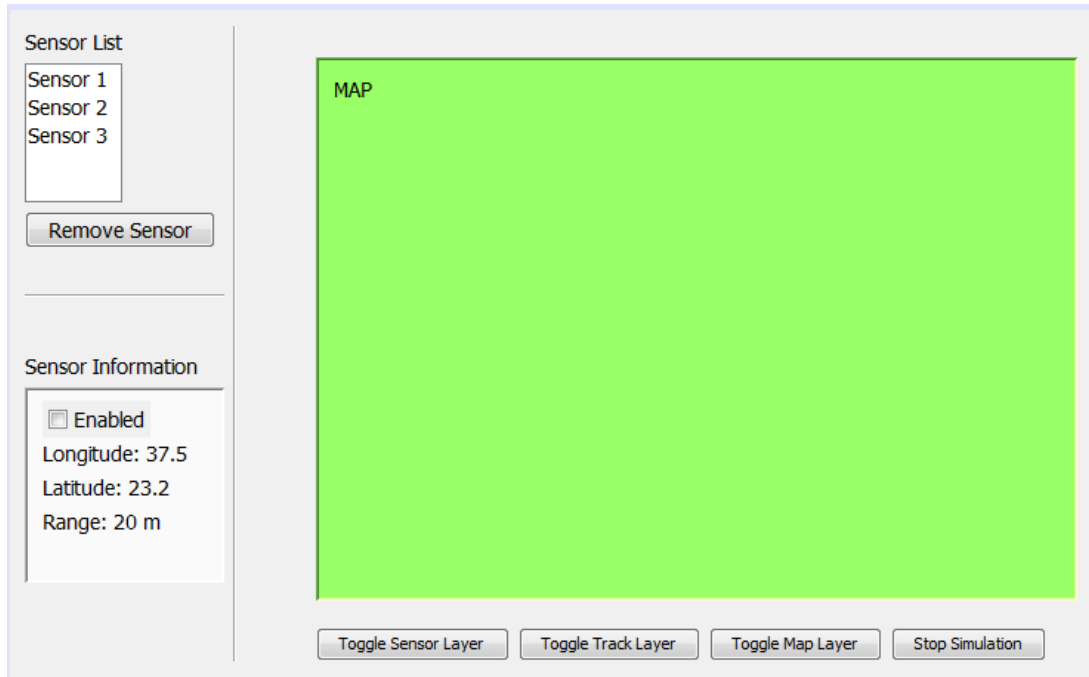 Sensor List
Sensor 1
Sensor 2
Sensor 3
Remove Sensor
Sensor Information
Enabled
Longitude: 37.5
Latitude: 23.2
Range: 20 m
MAP
Toggle Sensor Layer
Toggle Track Layer
Toggle Map Layer
Stop Simulation